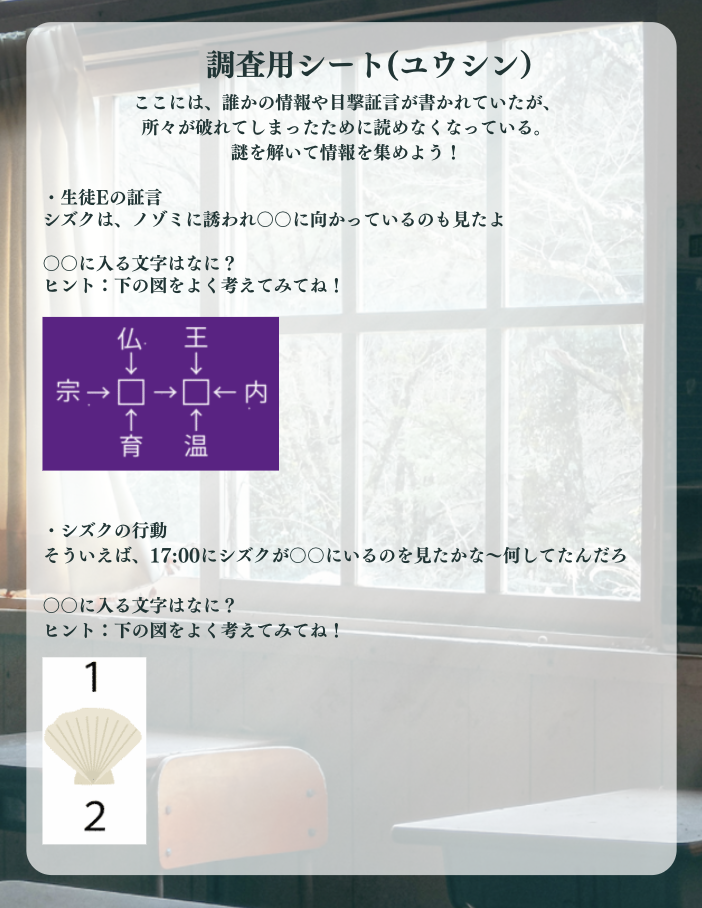 調査用シート(ユウシン)
ここには、誰かの情報や目撃証言が書かれていたが、
所々が破れてしまったために読めなくなっている。
謎を解いて情報を集めよう！
・生徒Eの証言
シズクは、ノゾミに誘われ〇〇に向かっているのも見たよ
〇〇に入る文字はなに？
ヒント：下の図をよく考えてみてね！
仏 王
↓ ↓
宗→□→□←内
↑ ↑
育 温
・シズクの行動
そういえば、17:00にシズクが〇〇にいるのを見たかな〜何してたんだろ
〇〇に入る文字はなに？
ヒント：下の図をよく考えてみてね！
1
2